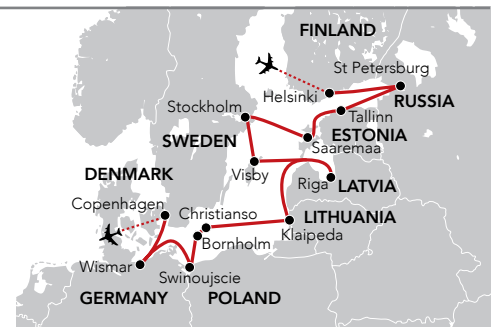 FINLAND
St Petersburg
Helsinki
RUSSIA
Stockholm
Tallinn
ESTONIA
SWEDEN
Saaremaa
Visby
DENMARK
Riga
LATVIA
Copenhagen
Christianso
LITHUANIA
Bornholm
Klaipeda
Wismar
Swinoujscie
GERMANY
POLAND